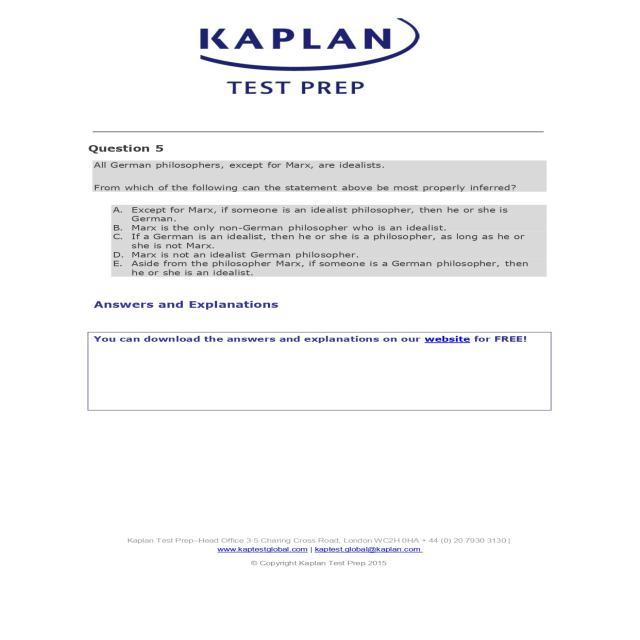 KAPLAN
TEST PREP
Question 5
All German philosophers, except for Marx, are idealists.
From which of the following can the statement above be most properly inferred?
A. Except for Marx, if someone is an idealist philosopher, then he or she is
German.
B. Marx is the only non-German philosopher who is an idealist.
C. If a German is an idealist, then he or she is a philosopher, as long as he or
she is not Marx.
D. Marx is not an idealist German philosopher.
E. Aside from the philosopher Marx, if someone is a German philosopher, then
he or she is an idealist.
Answers and Explanations
You can download the answers and explanations on our website for FREE!
Kaplan Test Prep–Head Office 3-5 Charing Cross Road, London WC2H 0HA • 44 (0) 20 7930 3130 |
www.kaptestglobal.com | kaptest.global@kaplan.com
© Copyright Kaplan Test Prep 2015